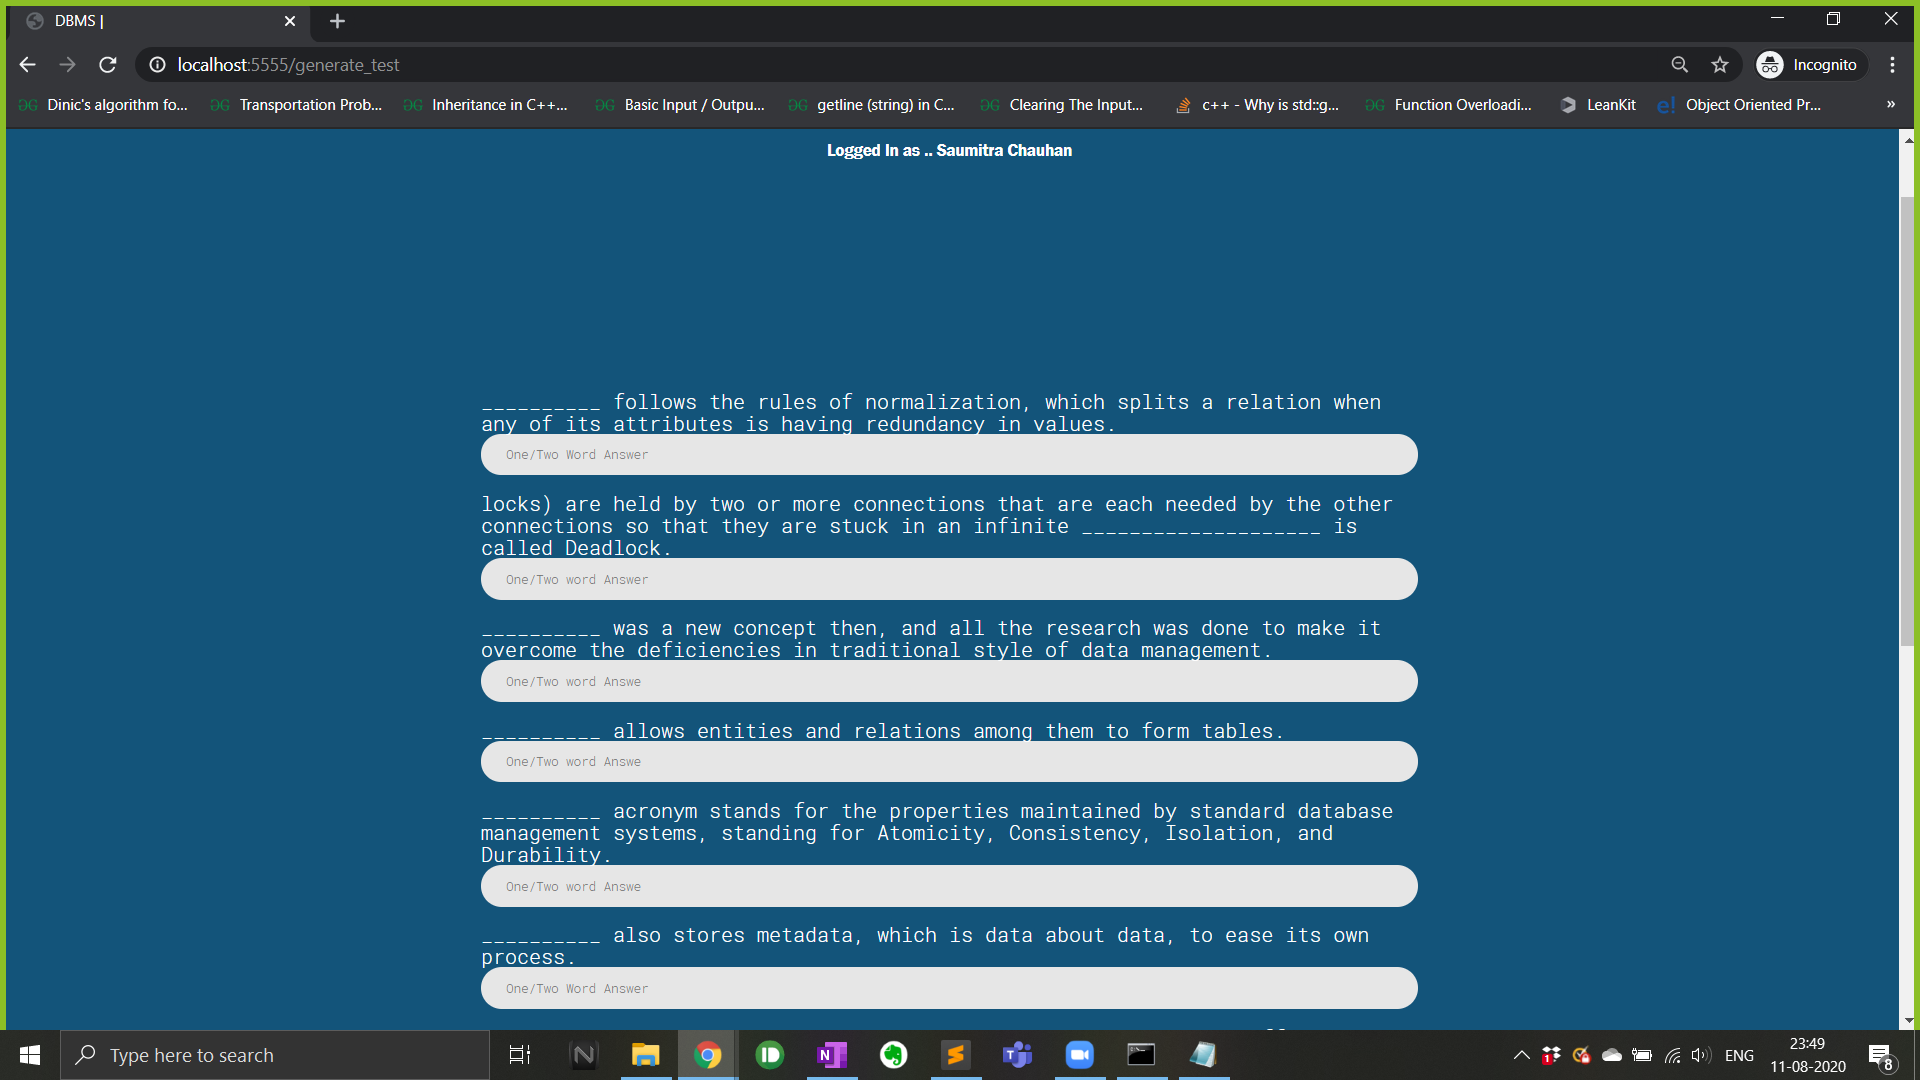 DBMS |
localhost:5555/generate_test
Incognito
Dinic's algorithm fo...
Transportation Prob...
Inheritance in C++...
Basic Input / Outpu...
getline (string) in C...
Clearing The Input...
c++ - Why is std::g...
Function Overloadi...
LeanKit
Object Oriented Pr...
»
Logged In as .. Saumitra Chauhan
__________ follows the rules of normalization, which splits a relation when
any of its attributes is having redundancy in values.
One/Two Word Answer
locks) are held by two or more connections that are each needed by the other
connections so that they are stuck in an infinite ____________________ is
called Deadlock.
One/Two word Answer
__________ was a new concept then, and all the research was done to make it
overcome the deficiencies in traditional style of data management.
One/Two word Answe
__________ allows entities and relations among them to form tables.
One/Two word Answe
__________ acronym stands for the properties maintained by standard database
management systems, standing for Atomicity, Consistency, Isolation, and
Durability.
One/Two word Answe
__________ also stores metadata, which is data about data, to ease its own
process.
One/Two Word Answer
Type here to search
ENG
23:49
11-08-2020
8